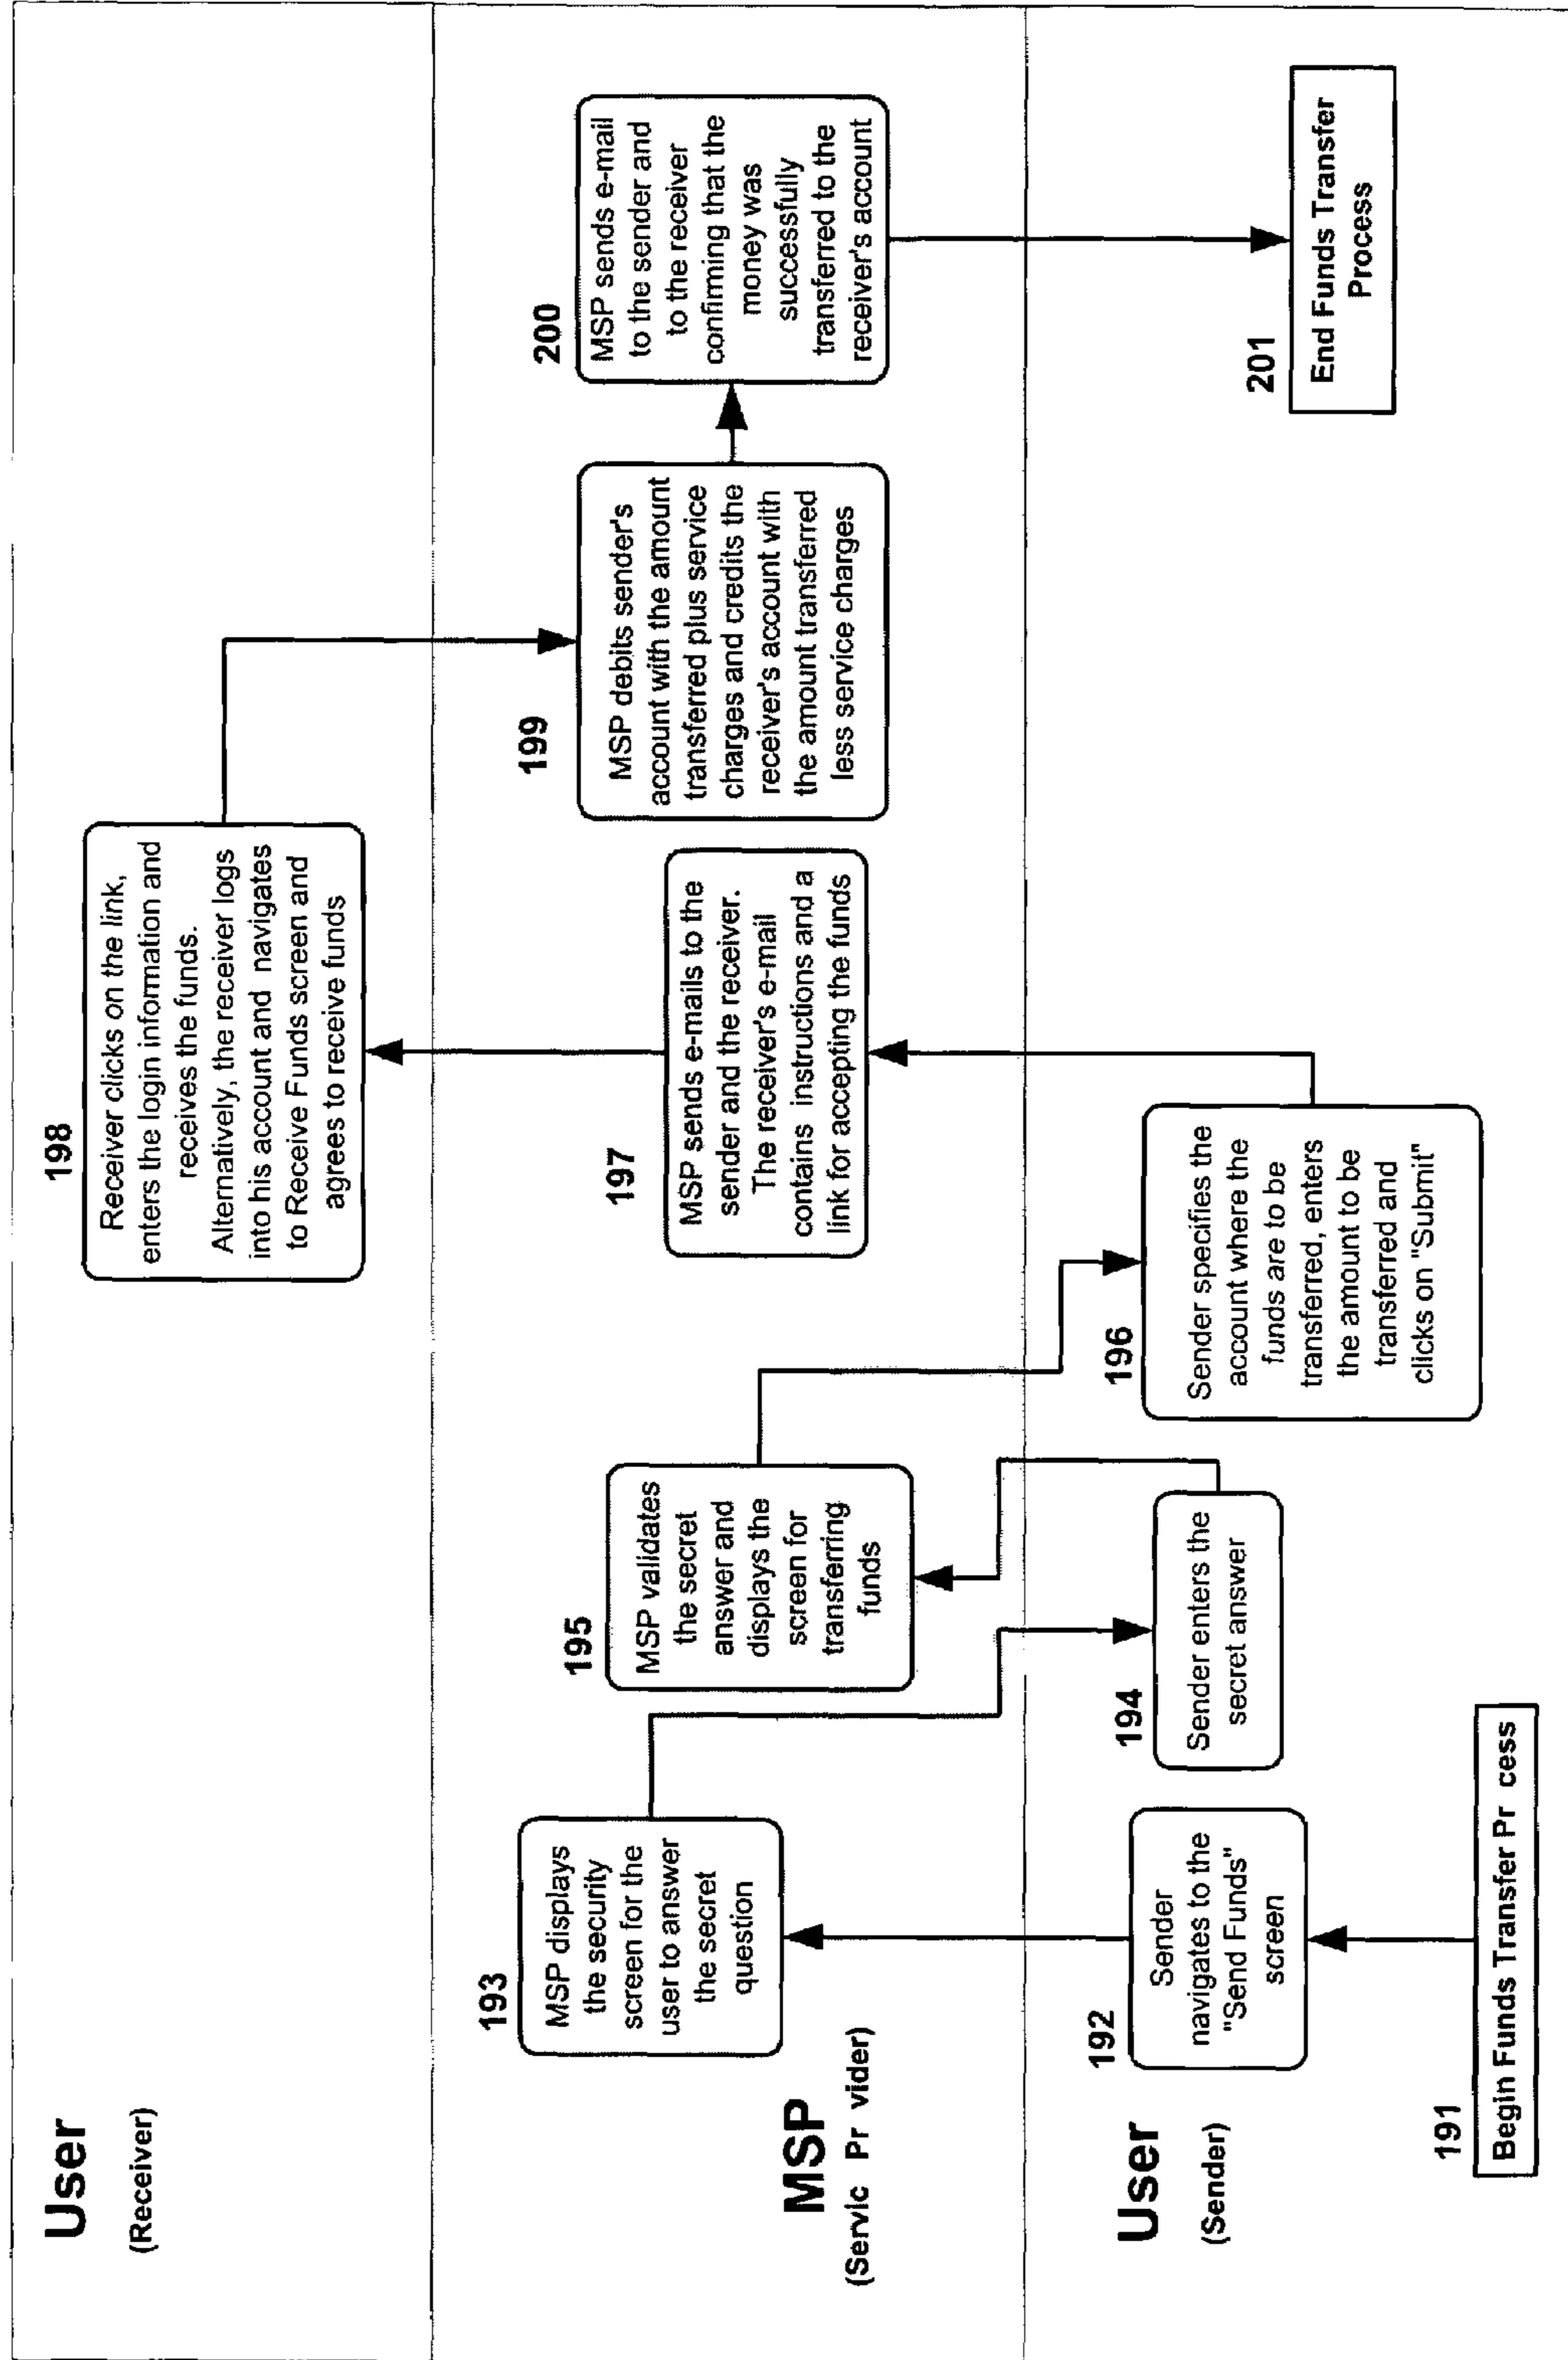 User
(Receiver)
198
Receiver clicks on the link,
enters the login information and
receives the funds.
Alternatively, the receiver logs
into his account and navigates
to Receive Funds screen and
agrees to receive funds
MSP
(Servic Pr vider)
193
MSP displays
the security
screen for the
user to answer
the secret
question
195
MSP validates
the secret
answer and
displays the
screen for
transferring
funds
197
MSP sends e-mails to the
sender and the receiver.
The receiver's e-mail
contains instructions and a
link for accepting the funds
199
MSP debits sender's
account with the amount
transferred plus service
charges and credits the
receiver's account with
the amount transferred
less service charges
200
MSP sends e-mail
to the sender and
to the receiver
confirming that the
money was
successfully
transferred to the
receiver's account
User
(Sender)
192
Sender
navigates to the
"Send Funds"
screen
194
Sender enters the
secret answer
196
Sender specifies the
account where the
funds are to be
transferred, enters
the amount to be
transferred and
clicks on "Submit"
201
End Funds Transfer
Process
191
Begin Funds Transfer Pr cess